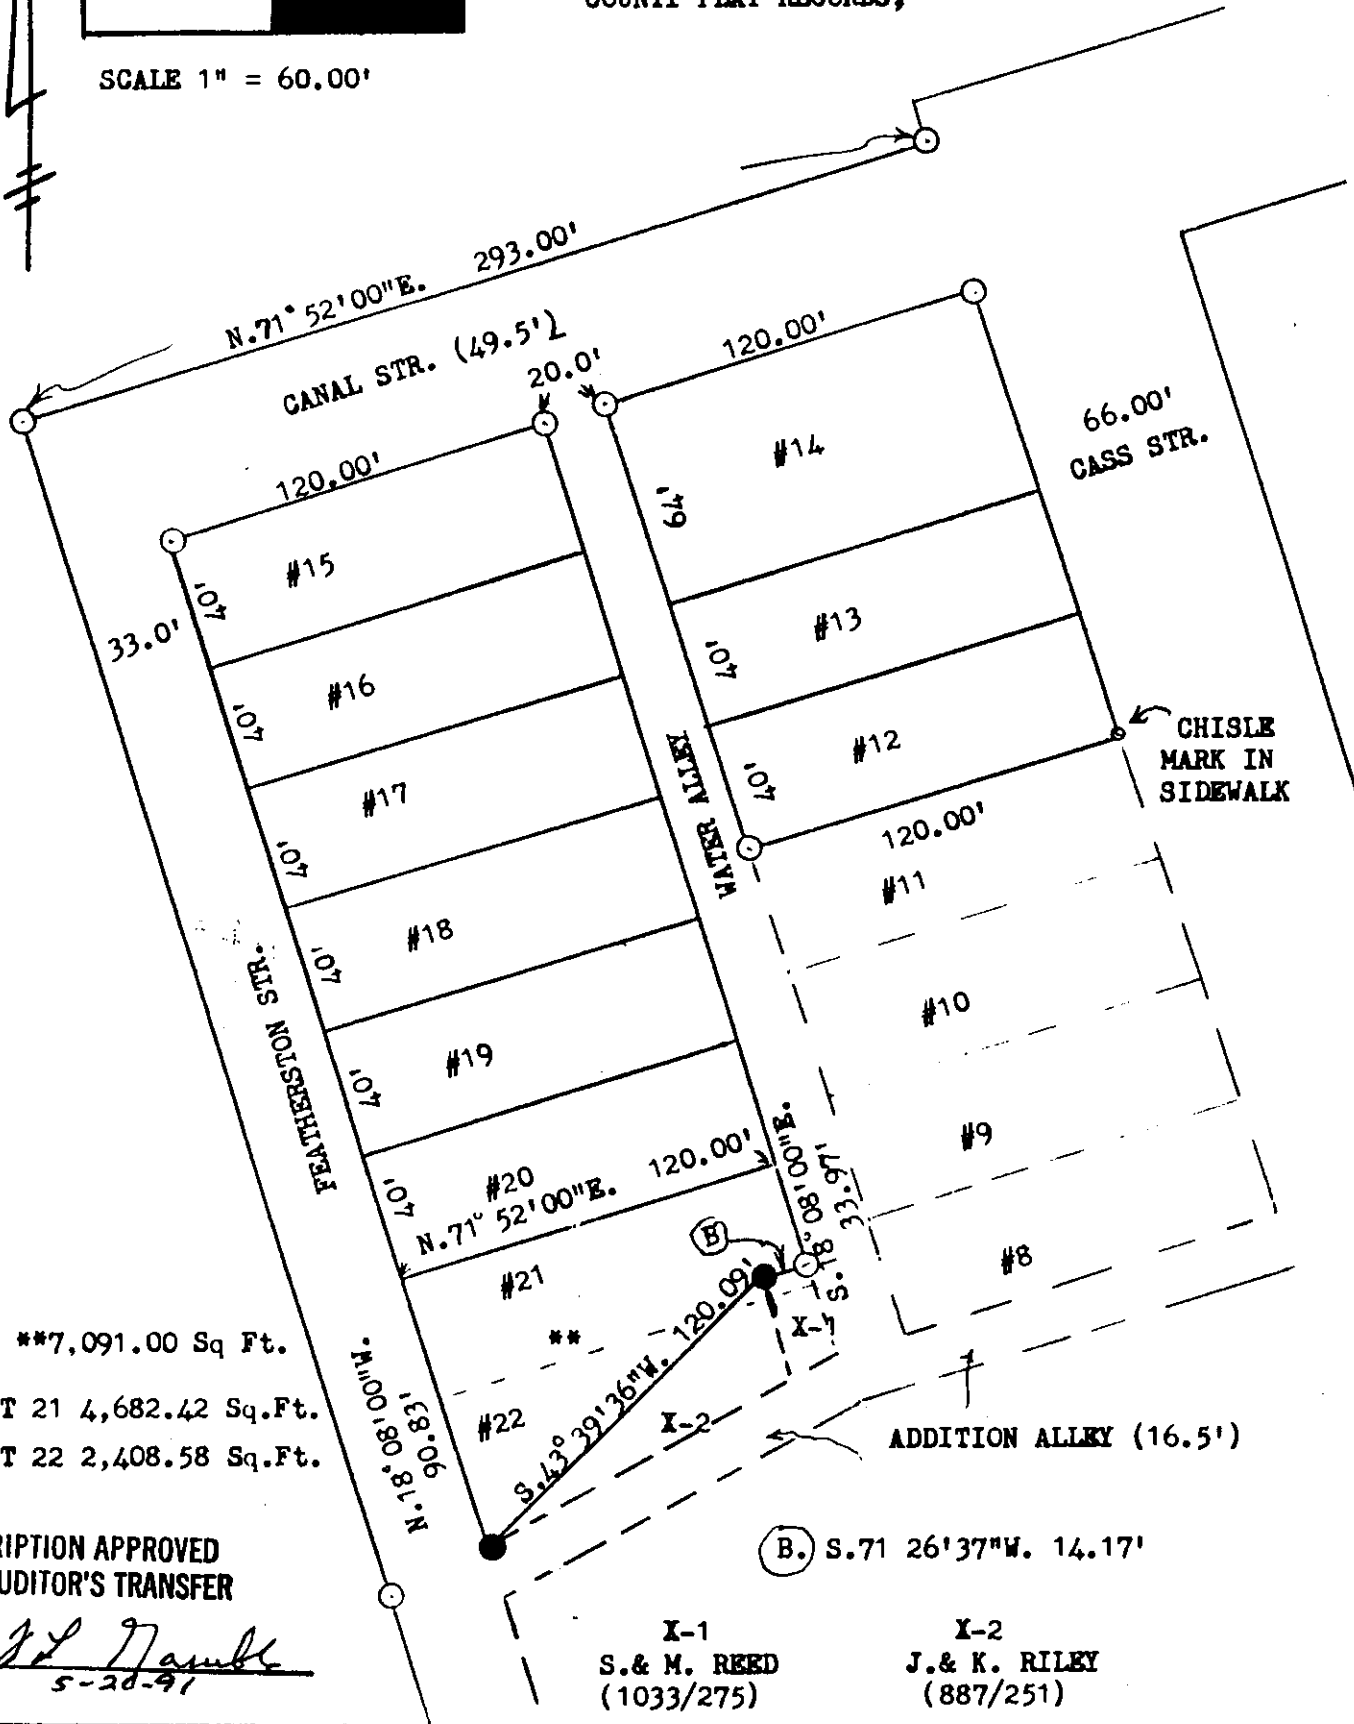 COUNTY PLAT RECORDS,
SCALE 1" = 60.00'
N.71° 52'00"E. 293.00'
CANAL STR. (49.5')
20.0'
120.00'
120.00'
66.00'
CASS STR.
#14
64'
#15
40'
33.0'
#13
40'
#16
40'
#12
40'
CHISLE
MARK IN
SIDEWALK
WATER ALLEY
#17
40'
120.00'
#11
#18
40'
FEATHERSTON STR.
#10
#19
40'
#9
#20
40'
N.71° 52'00"E. 120.00'
S.18° 08'00"E.
33.97'
B
#8
#21
**
120.09'
S.43° 39'36"W.
X-1
**7,091.00 Sq Ft.
T 21 4,682.42 Sq.Ft.
T 22 2,408.58 Sq.Ft.
N.18° 08'00"W.
90.83'
#22
X-2
ADDITION ALLEY (16.5')
RIPTION APPROVED
UDITOR'S TRANSFER
5-20-91
B. S.71 26'37"W. 14.17'
X-1
S.& M. REED
(1033/275)
X-2
J.& K. RILEY
(887/251)